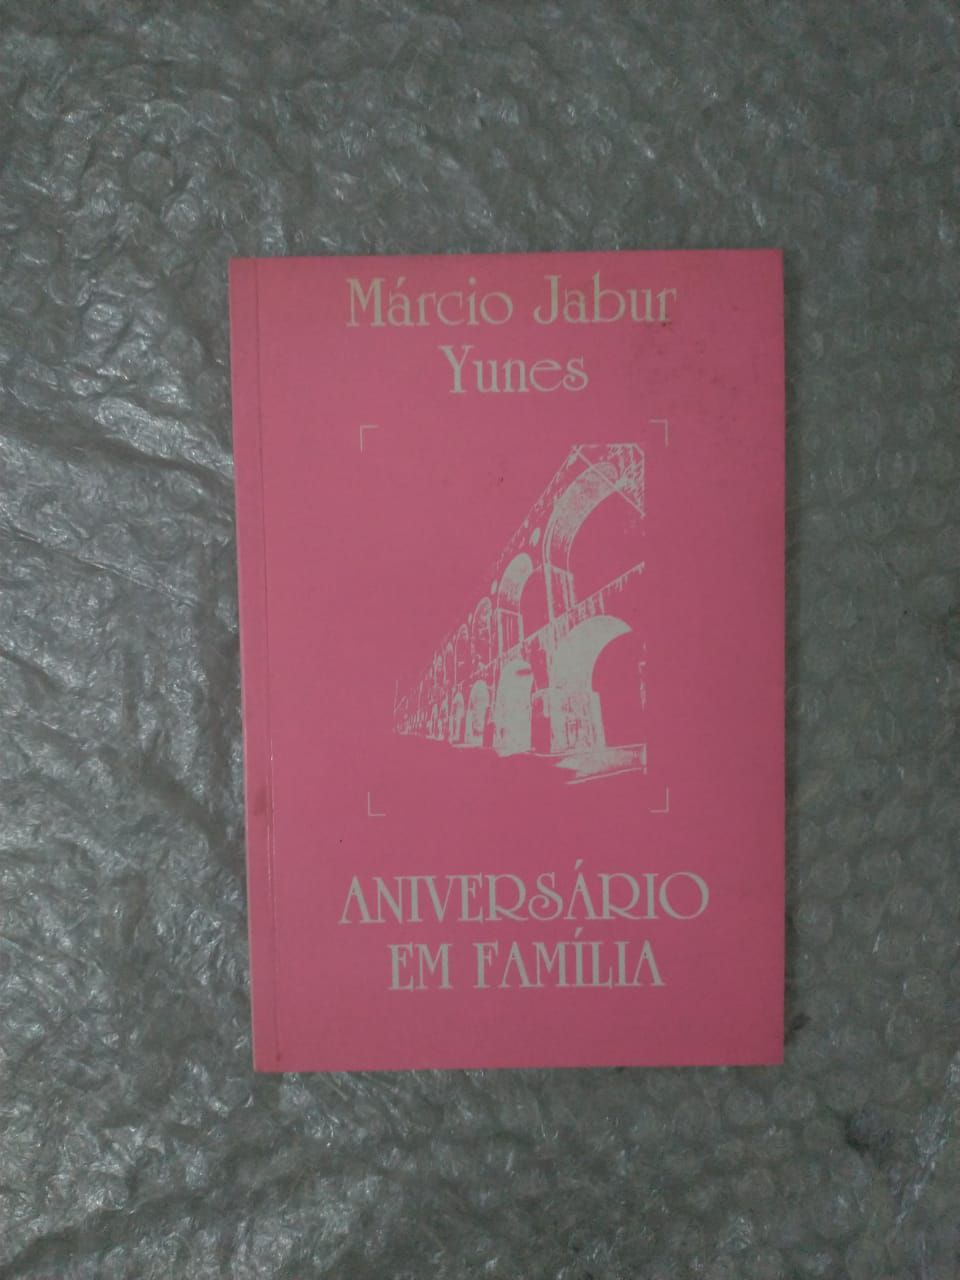 Márcio Jabur
Yunes
ANIVERSÁRIO
EM FAMÍLIA